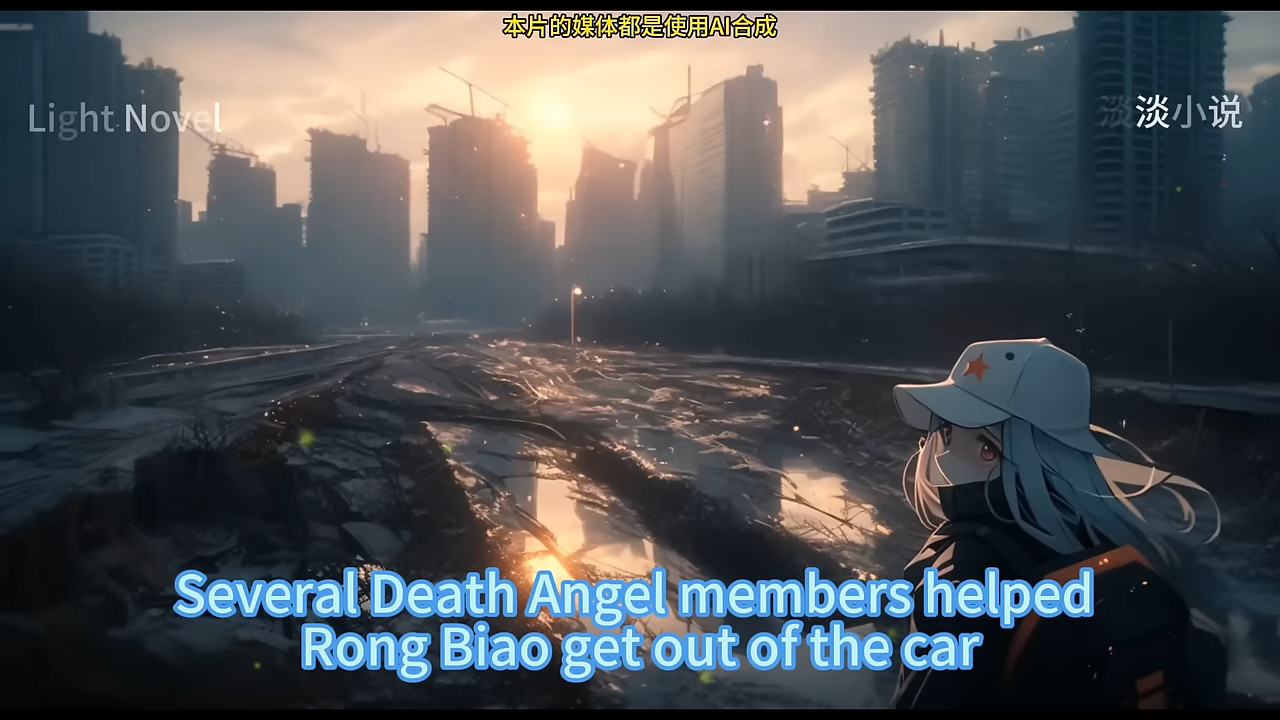 本片的媒体都是使用AI合成
Light Novel
淡淡小说
Several Death Angel members helped
Rong Biao get out of the car